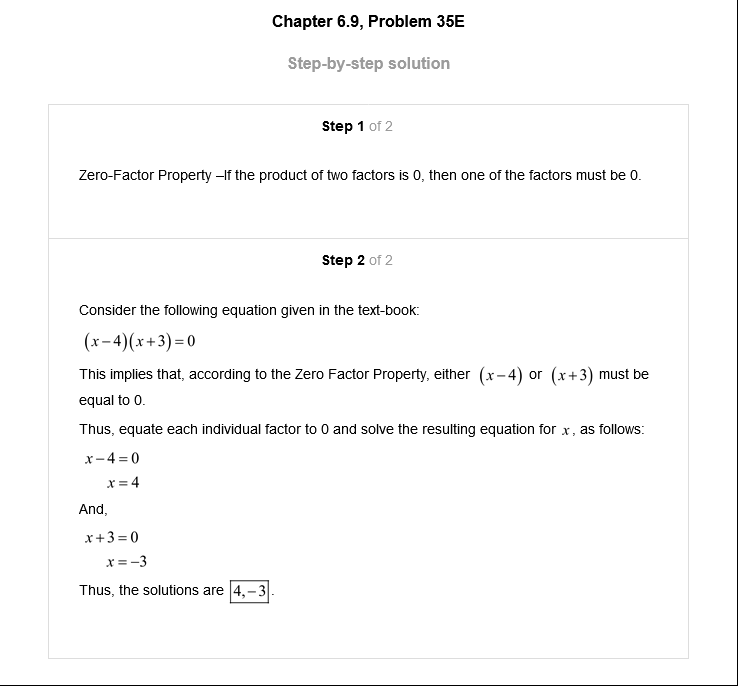 Chapter 6.9, Problem 35E
Step-by-step solution
Step 1 of 2
Zero-Factor Property –If the product of two factors is 0, then one of the factors must be 0.
Step 2 of 2
Consider the following equation given in the text-book:
(x−4)(x+3)=0
This implies that, according to the Zero Factor Property, either (x−4) or (x+3) must be
equal to 0.
Thus, equate each individual factor to 0 and solve the resulting equation for x, as follows:
x−4=0
x=4
And,
x+3=0
x=−3
Thus, the solutions are 4,−3.